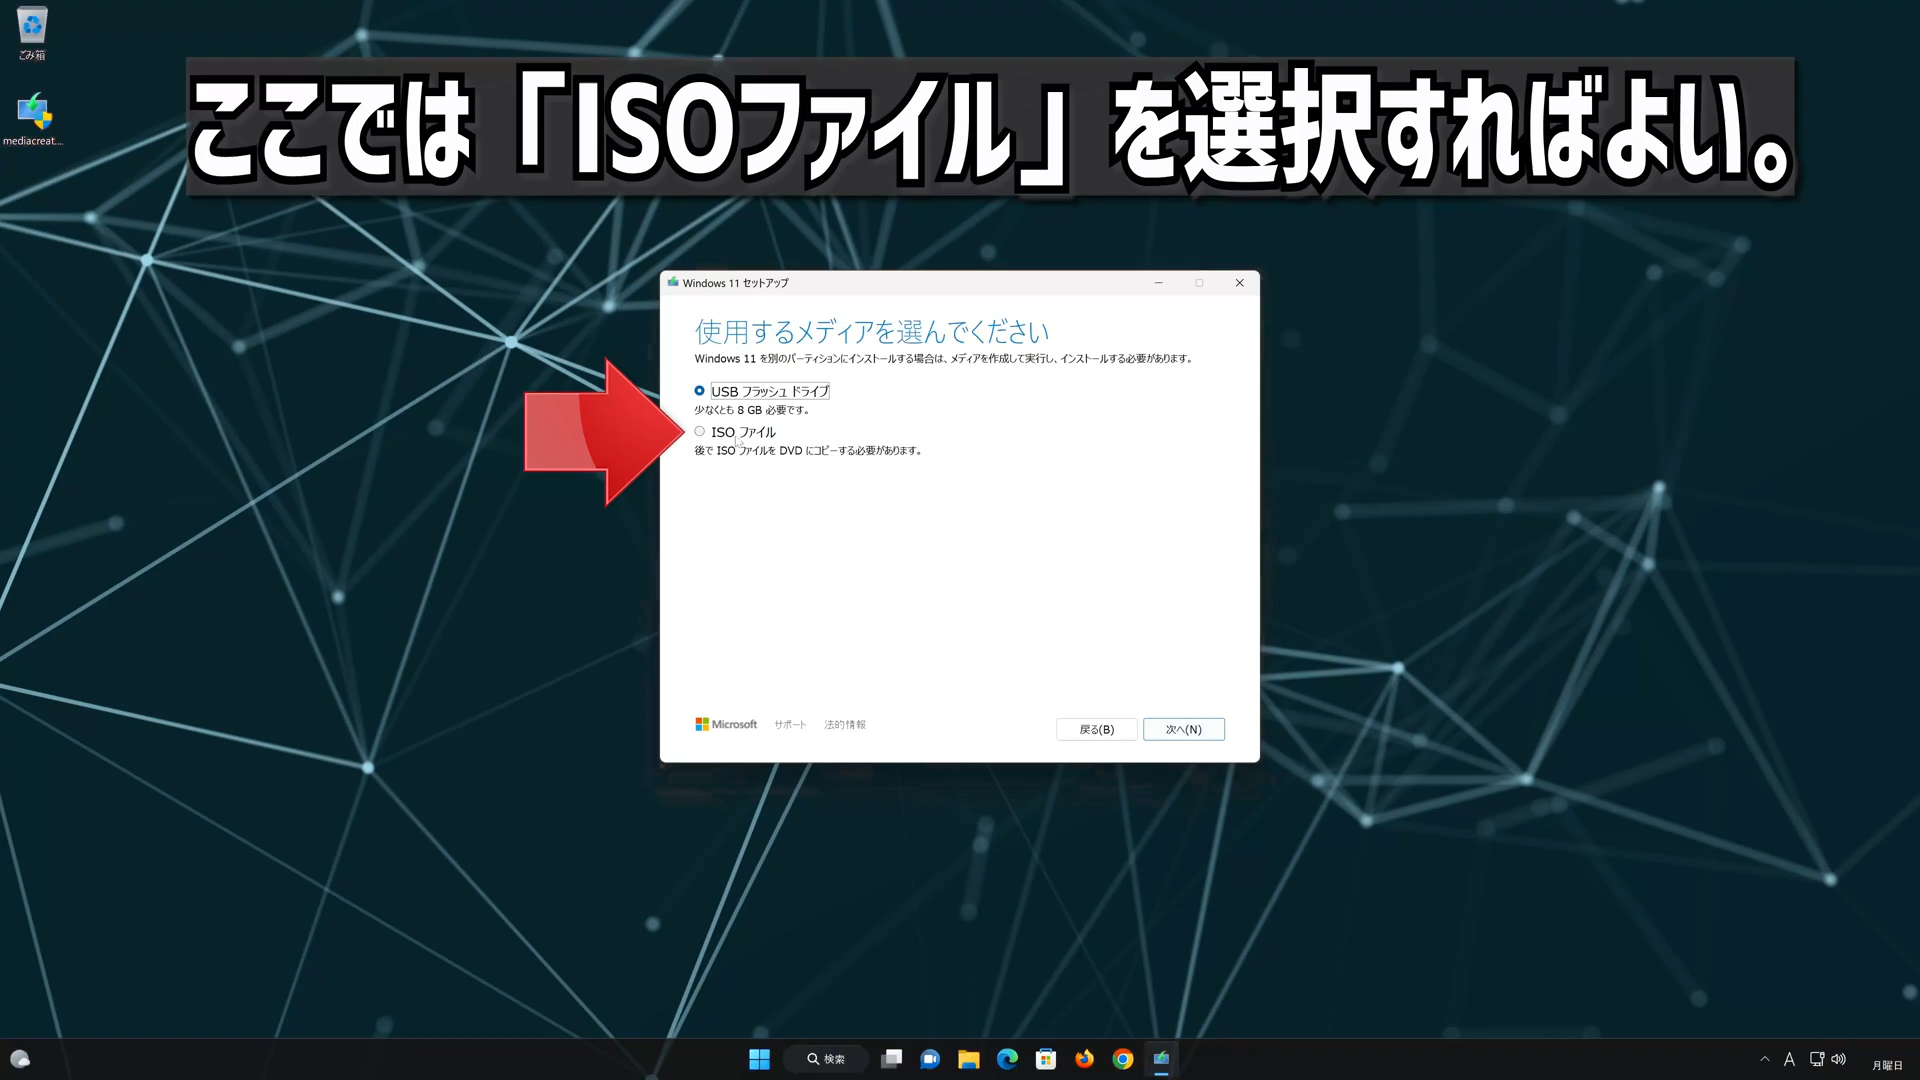 ごみ箱
mediacreat...
ここでは「ISOファイル」を選択すればよい。
Windows 11 セットアップ
使用するメディアを選んでください
Windows 11 を別のパーティションにインストールする場合は、メディアを作成して実行し、インストールする必要があります。
USB フラッシュ ドライブ
少なくとも 8 GB 必要です。
ISO ファイル
後で ISO ファイルを DVD にコピーする必要があります。
Microsoft サポート 法的情報
戻る(B) 次へ(N)
検索
A
月曜日